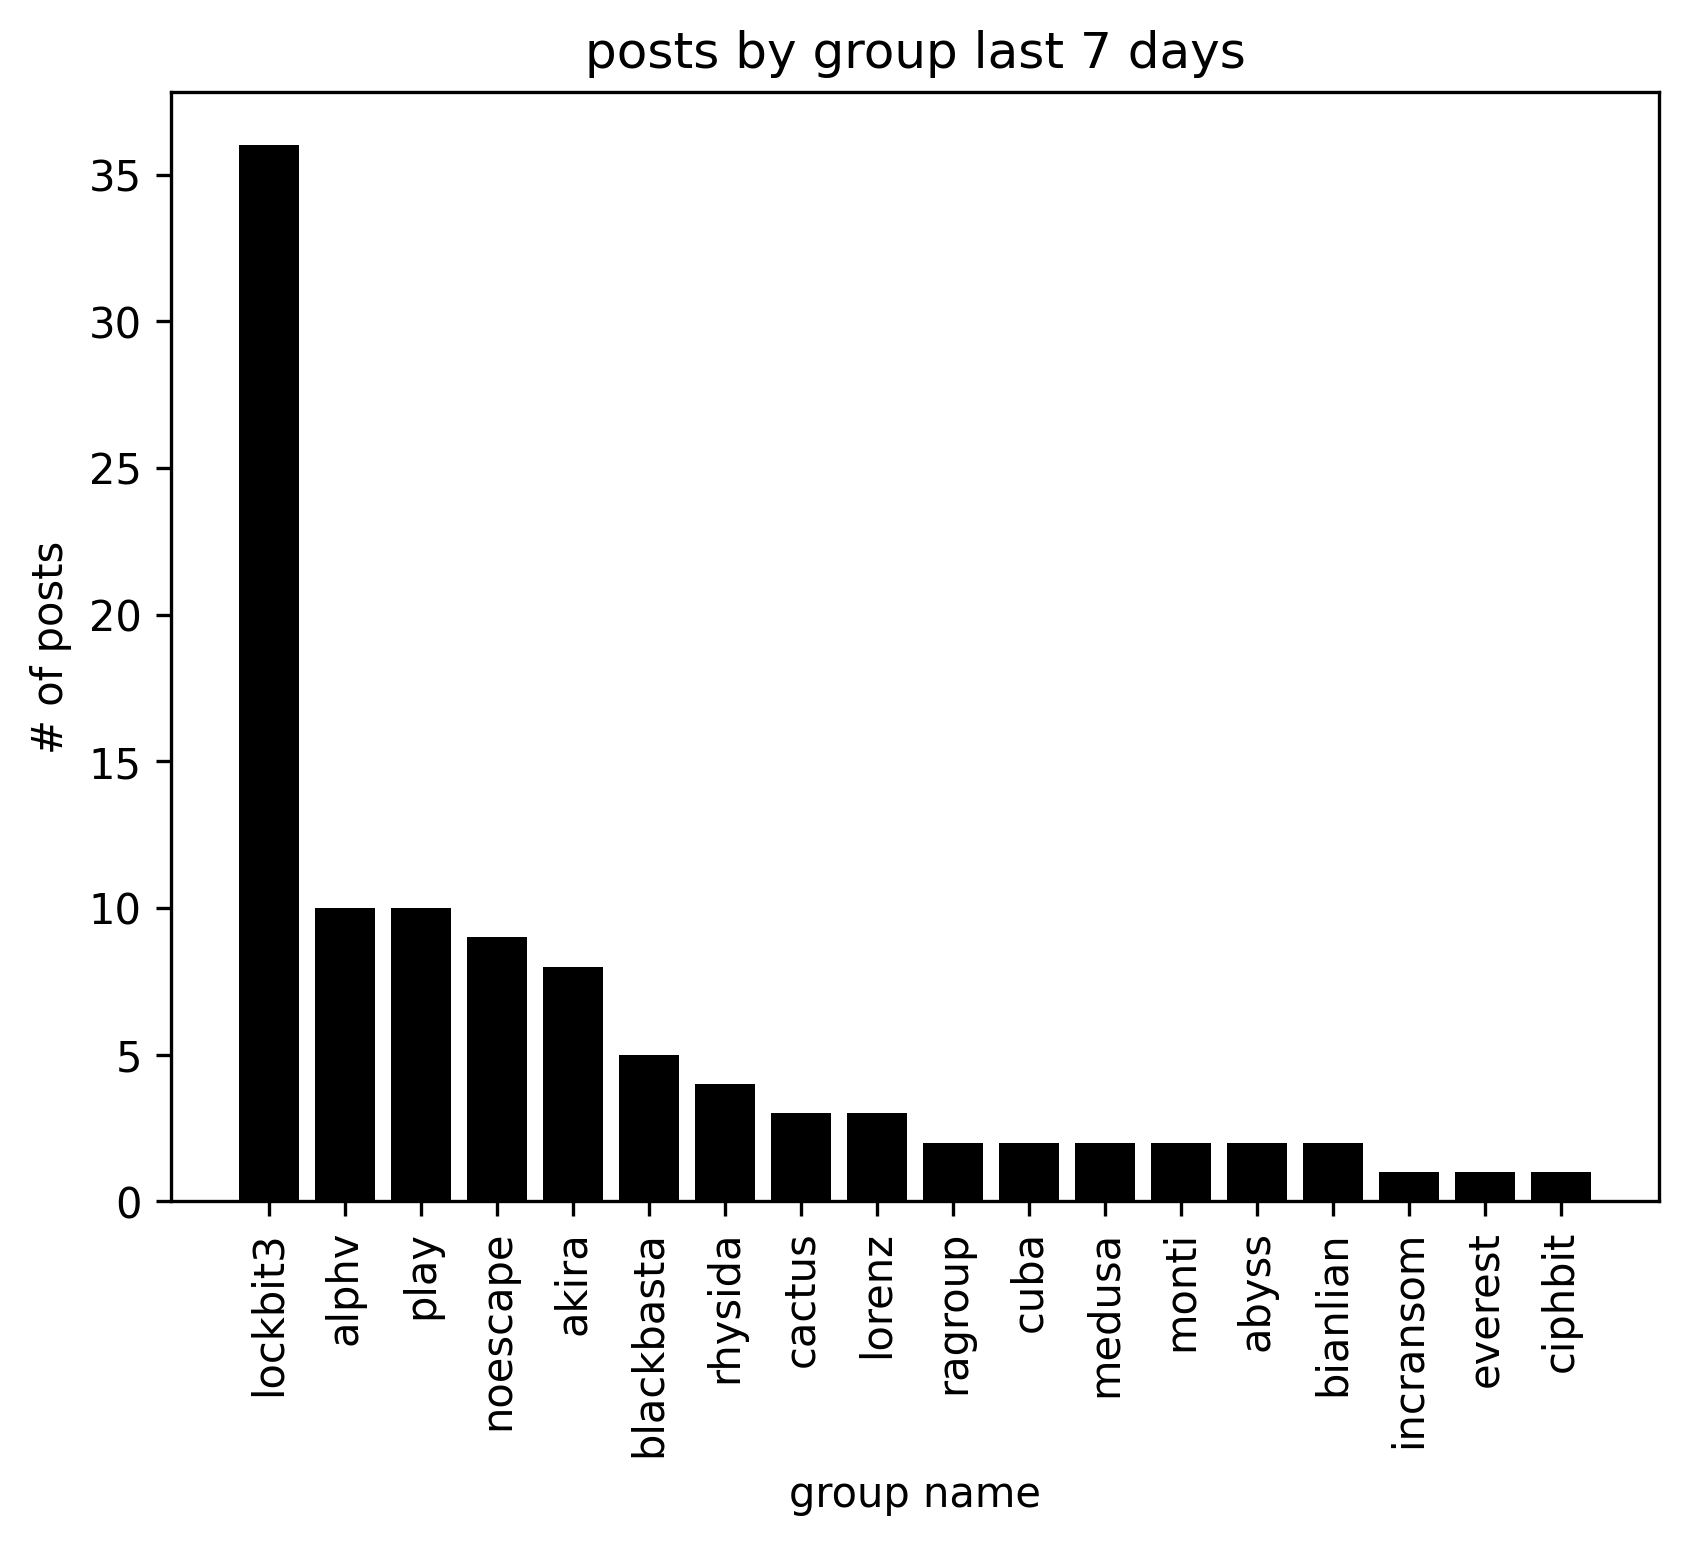 posts by group last 7 days
# of posts
35
30
25
20
15
10
5
0
lockbit3
alphv
play
noescape
akira
blackbasta
rhysida
cactus
lorenz
ragroup
cuba
medusa
monti
abyss
bianlian
incransom
everest
ciphbit
group name